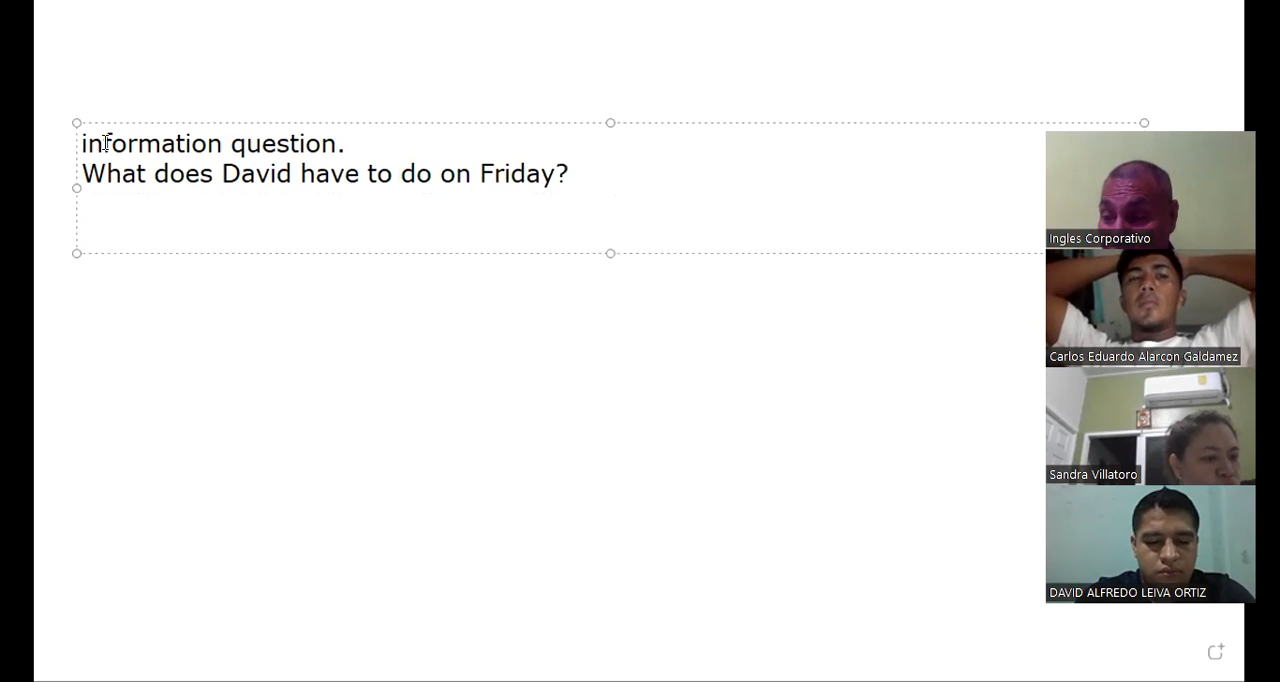 information question.
What does David have to do on Friday?
Ingles Corporativo
Carlos Eduardo Alarcon Galdamez
Sandra Villatoro
DAVID ALFREDO LEIVA ORTIZ